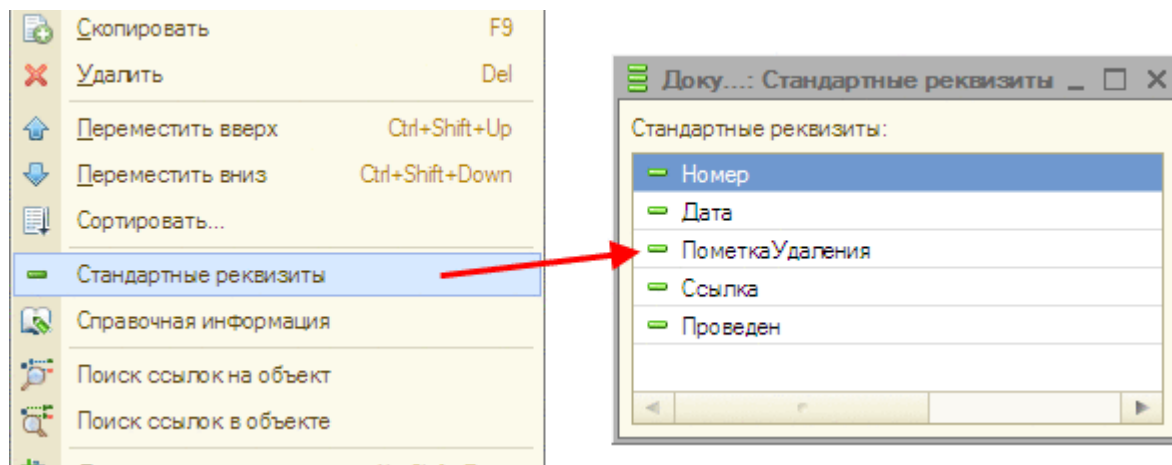 Скопировать F9
Удалить Del
Переместить вверх Ctrl+Shift+Up
Переместить вниз Ctrl+Shift+Down
Сортировать...
Стандартные реквизиты
Справочная информация
Поиск ссылок на объект
Поиск ссылок в объекте
Доку...: Стандартные реквизиты
Стандартные реквизиты:
Номер
Дата
ПометкаУдаления
Ссылка
Проведен